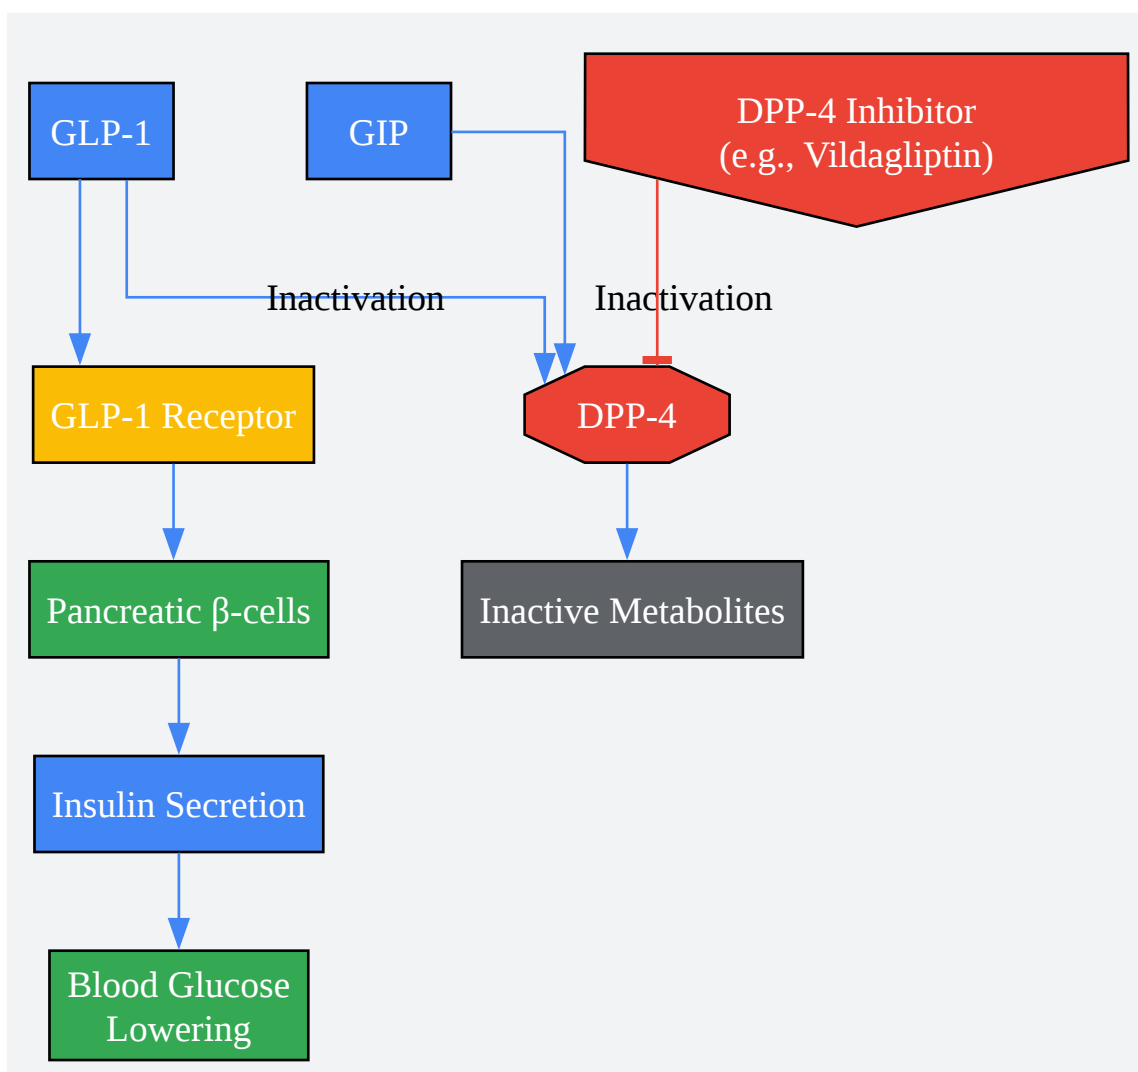 GLP-1
GIP
DPP-4 Inhibitor
(e.g., Vildagliptin)
Inactivation
Inactivation
GLP-1 Receptor
DPP-4
Pancreatic β-cells
Inactive Metabolites
Insulin Secretion
Blood Glucose
Lowering